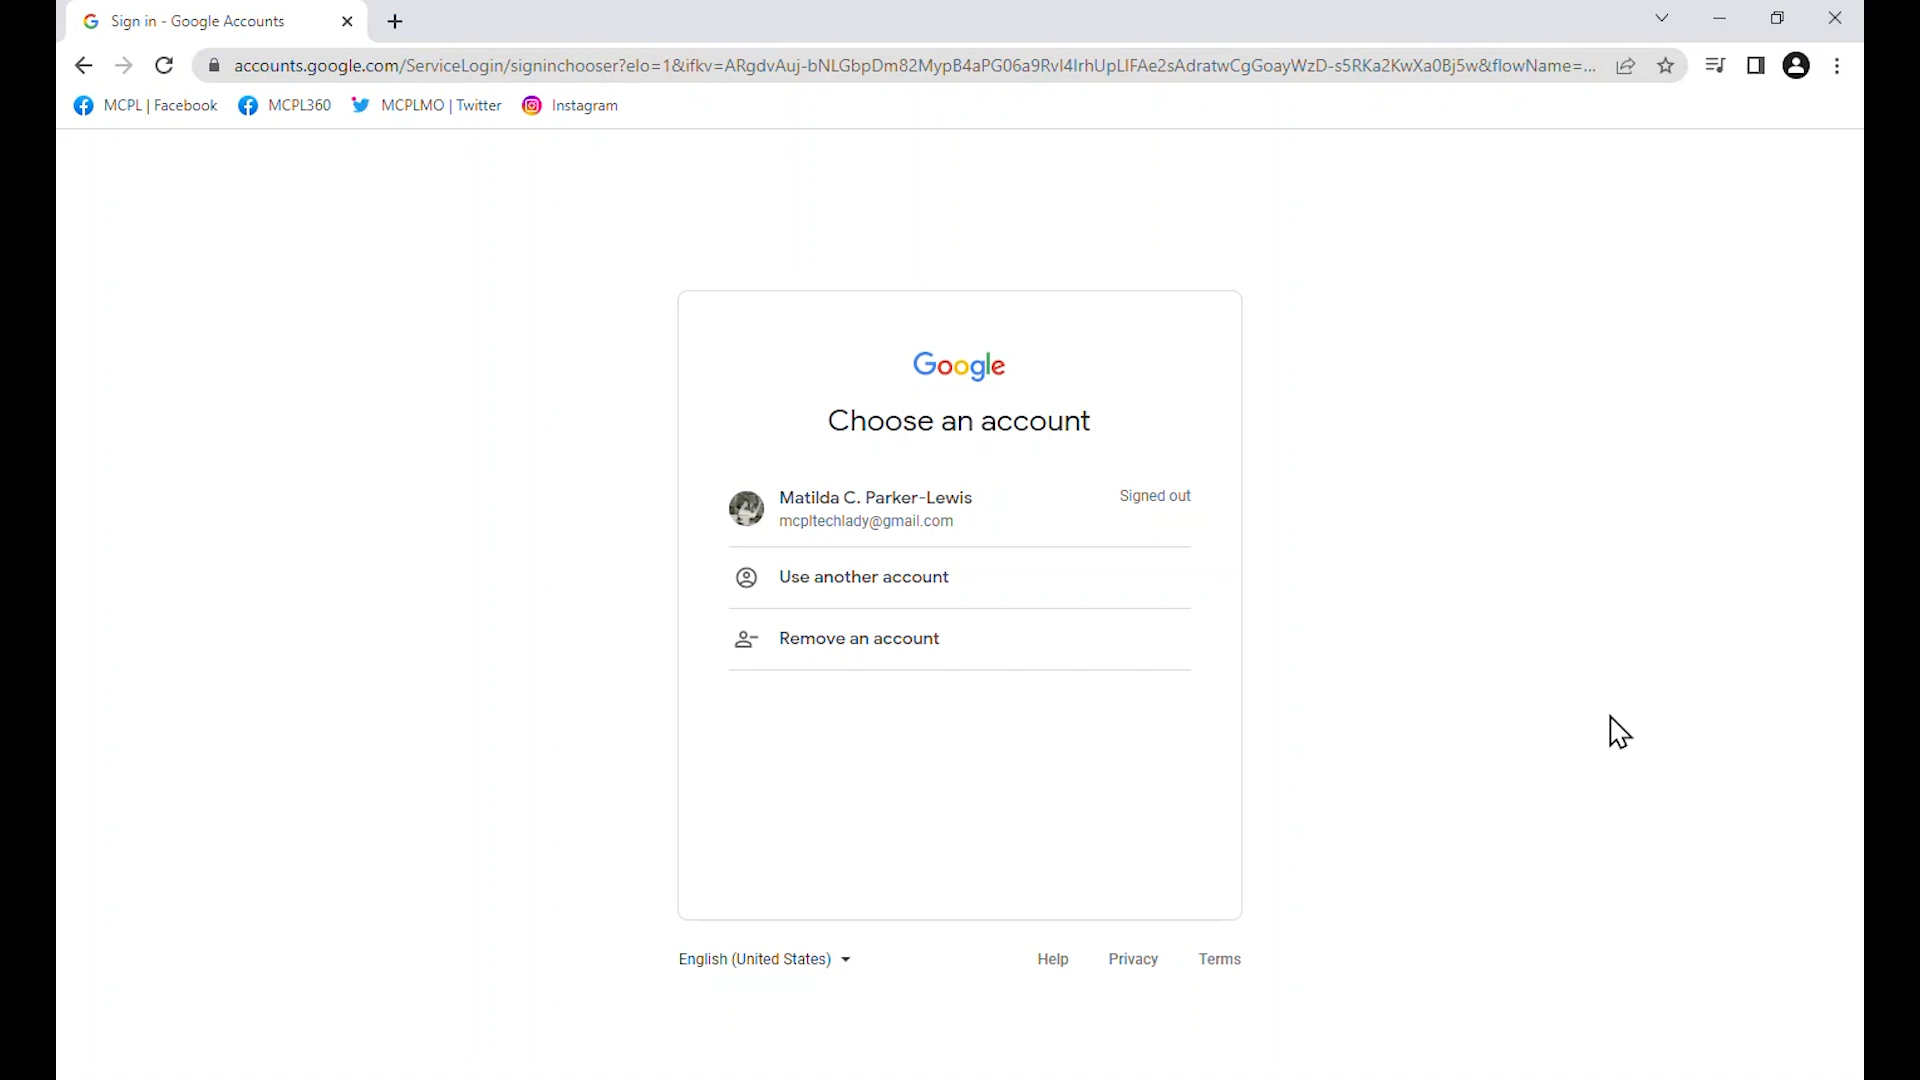 Sign in - Google Accounts
accounts.google.com/ServiceLogin/signinchooser?elo=1&ifkv=ARgdvAuj-bNLGbpDm82MypB4aPG06a9RvI4IrhUpLIFAe2sAdratwCgGoayWzD-s5RKa2KwXa0Bj5w&flowName=...
MCPL | Facebook MCPL360 MCPLMO | Twitter Instagram
Google
Choose an account
Matilda C. Parker-Lewis Signed out
mcpltechlady@gmail.com
Use another account
Remove an account
English (United States) Help Privacy Terms